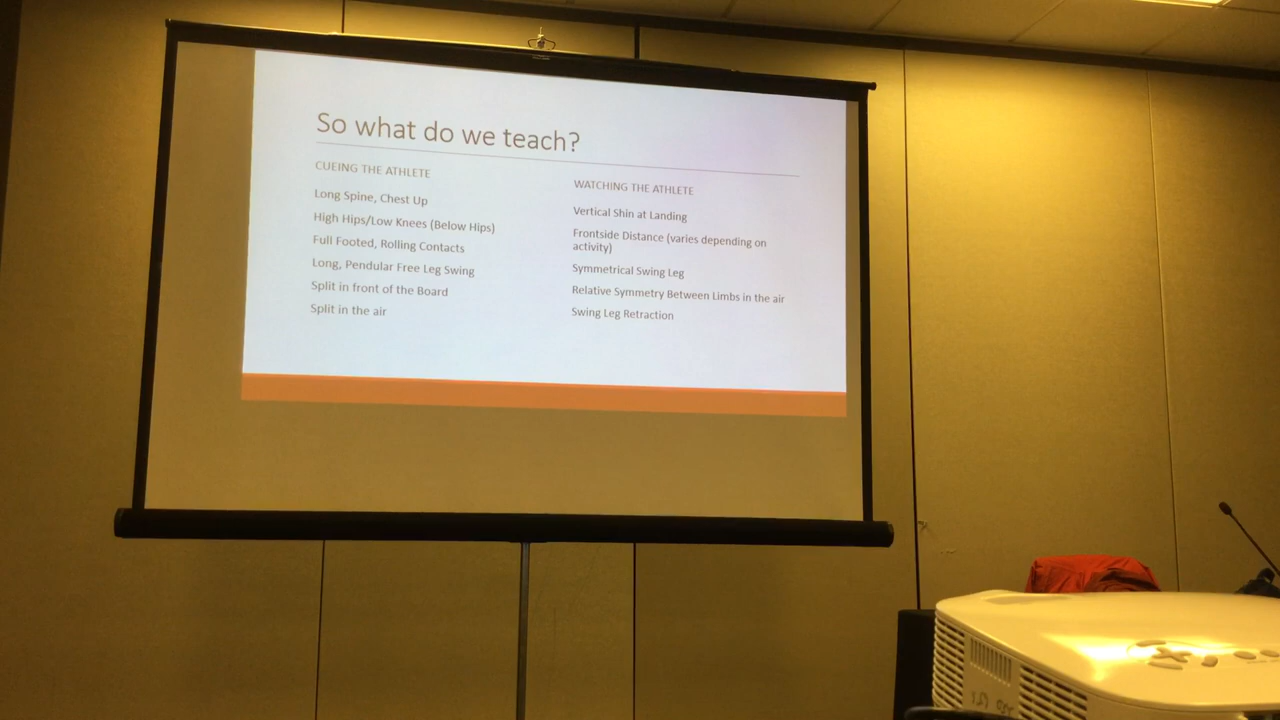 So what do we teach?
CUEING THE ATHLETE
Long Spine, Chest Up
High Hips/Low Knees (Below Hips)
Full Footed, Rolling Contacts
Long, Pendular Free Leg Swing
Split in front of the Board
Split in the air
WATCHING THE ATHLETE
Vertical Shin at Landing
Frontside Distance (varies depending on
activity)
Symmetrical Swing Leg
Relative Symmetry Between Limbs in the air
Swing Leg Retraction